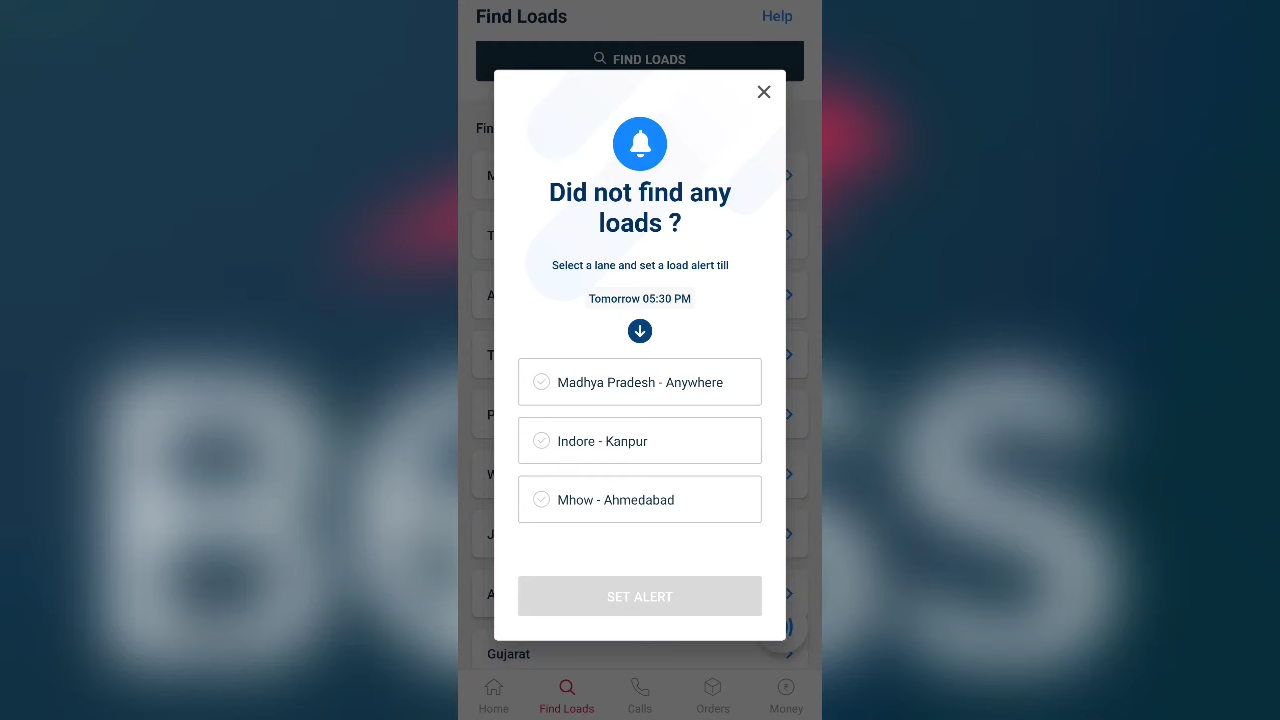 Find Loads
Help
FIND LOADS
Fin
M
Did not find any
loads ?
T
Select a lane and set a load alert till
A
Tomorrow 05:30 PM
T
Madhya Pradesh - Anywhere
P
Indore - Kanpur
W
Mhow - Ahmedabad
J
A
SET ALERT
Gujarat
Home
Find Loads
Calls
Orders
Money